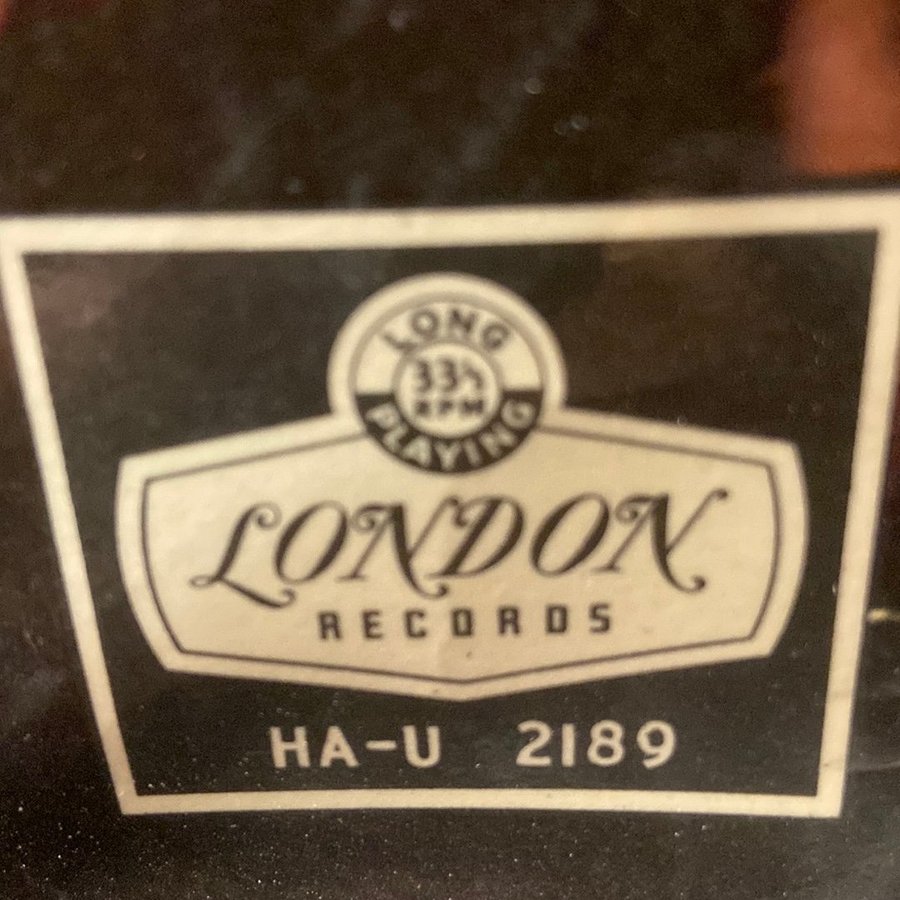 LONG
33⅓
RPM
PLAYING
LONDON
RECORDS
HA-U 2189